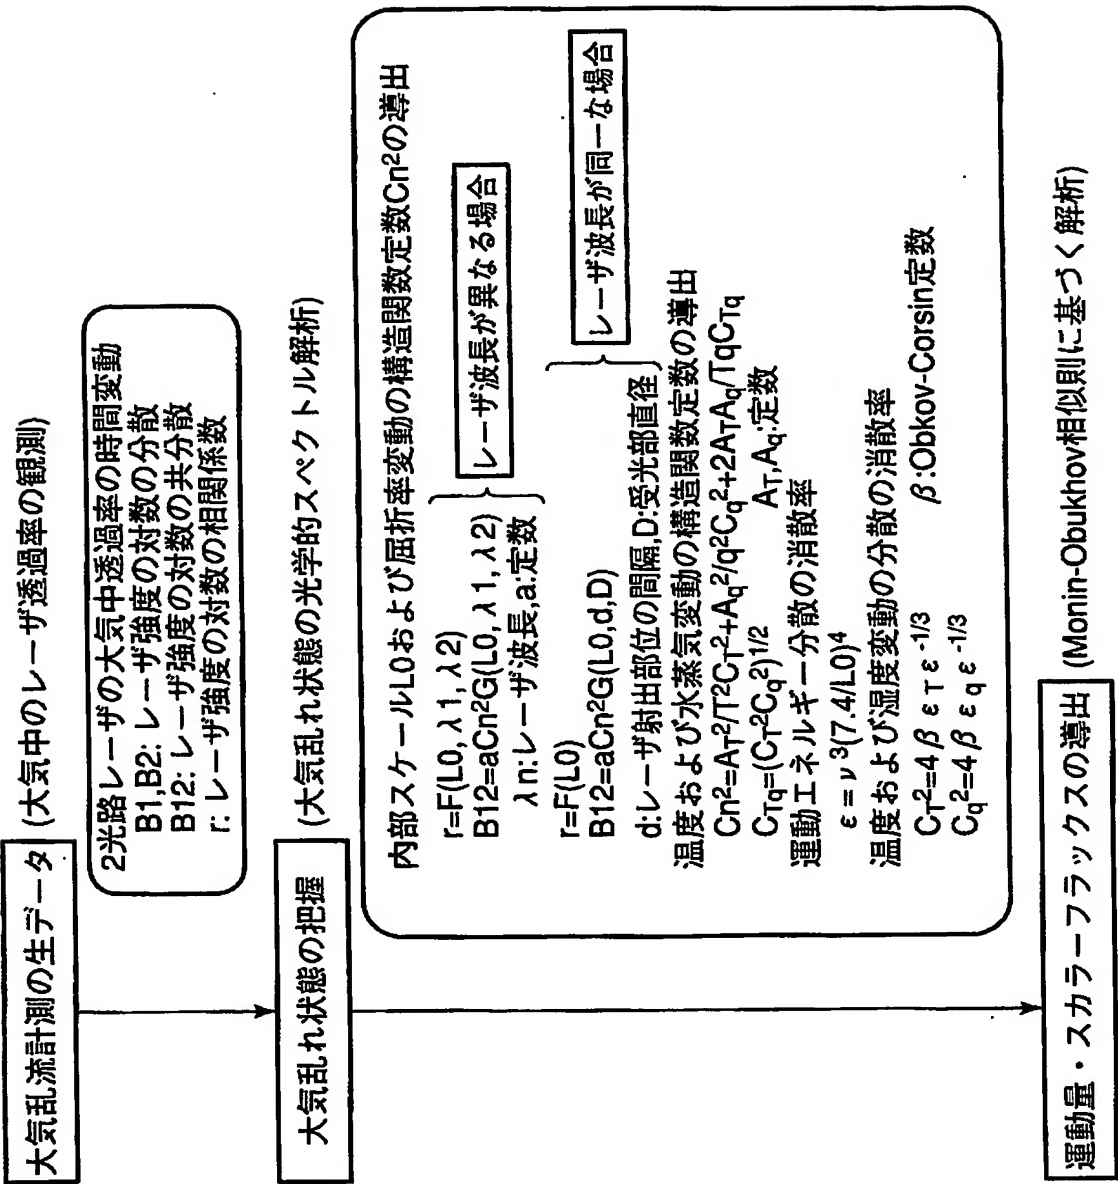 大気乱流計測の生データ (大気中のレーザ透過率の観測)
2光路レーザの大気中透過率の時間変動
B1,B2: レーザ強度の対数の分散
B12: レーザ強度の対数の共分散
r: レーザ強度の対数の相関係数
大気乱れ状態の把握 (大気乱れ状態の光学的スペクトル解析)
内部スケールL0および屈折率変動の構造関数定数Cn²の導出
r=F(L0, λ1, λ2)
B12=aCn²G(L0, λ1, λ2)
レーザ波長が異なる場合
λn:レーザ波長,a:定数
r=F(L0)
B12=aCn²G(L0,d,D)
レーザ波長が同一な場合
d:レーザ射出部位の間隔,D:受光部直径
温度および水蒸気変動の構造関数定数の導出
Cn²=A_T²/T²C_T²+A_q²/q²C_q²+2A_TA_q/TqC_Tq
C_Tq=(C_T²C_q²)^1/2 A_T,A_q:定数
運動エネルギー分散の消散率
ε=ν³(7.4/L0)⁴
温度および湿度変動の分散の消散率
C_T²=4βε_Tε^-1/3 β:Obkov-Corsin定数
C_q²=4βε_qε^-1/3
運動量・スカラーフラックスの導出 (Monin-Obukhov相似則に基づく解析)